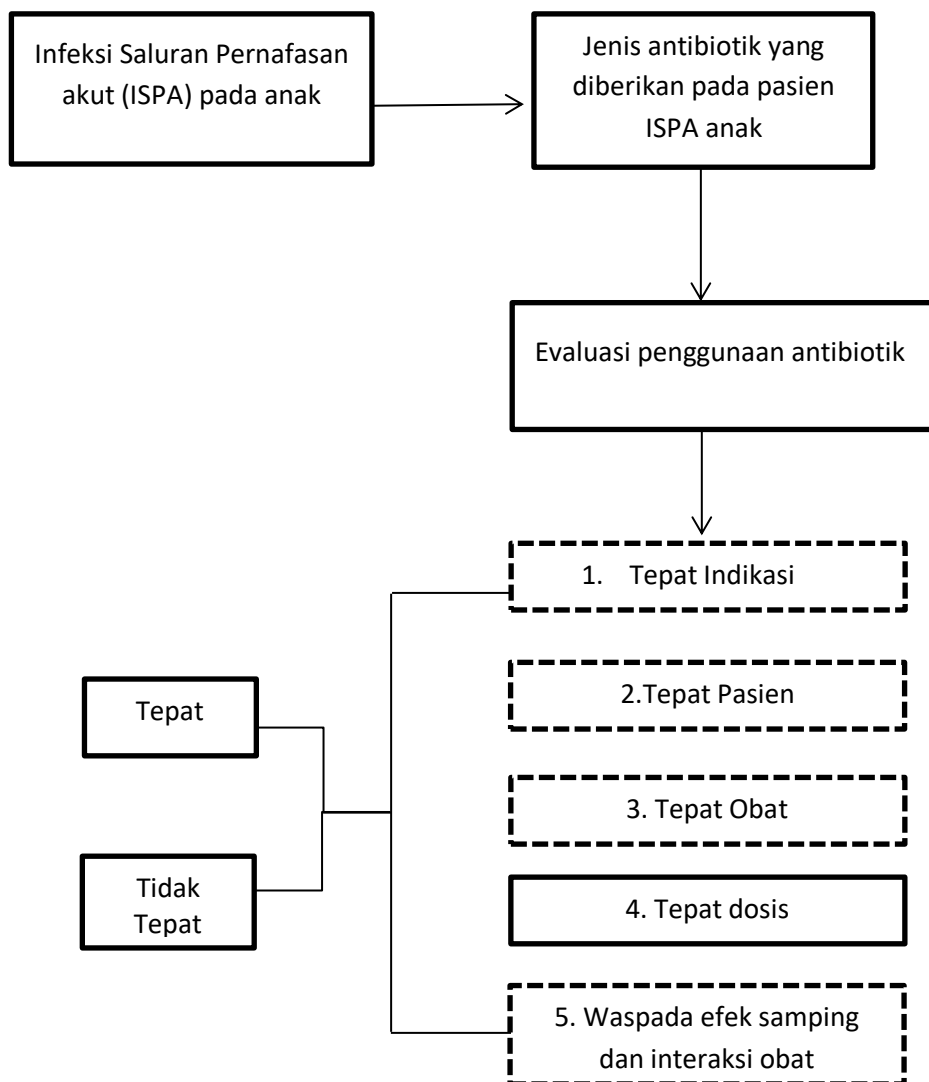 Infeksi Saluran Pernafasan
akut (ISPA) pada anak
Jenis antibiotik yang
diberikan pada pasien
ISPA anak
Evaluasi penggunaan antibiotik
1. Tepat Indikasi
2.Tepat Pasien
3. Tepat Obat
4. Tepat dosis
5. Waspada efek samping
dan interaksi obat
Tepat
Tidak
Tepat